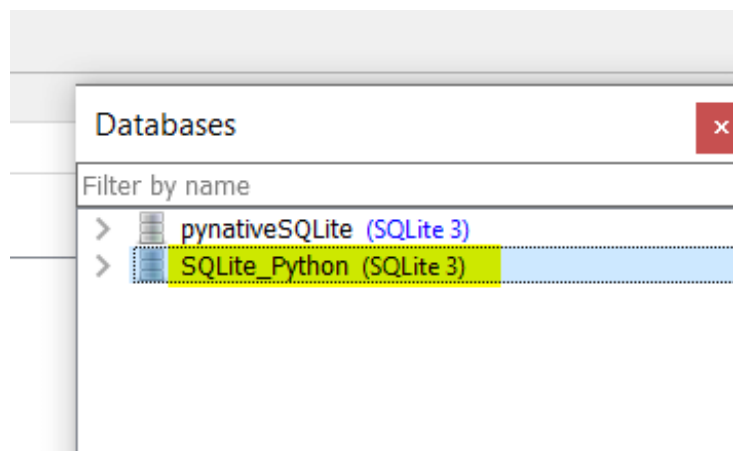 Databases
Filter by name
pynativeSQLite (SQLite 3)
SQLite_Python (SQLite 3)